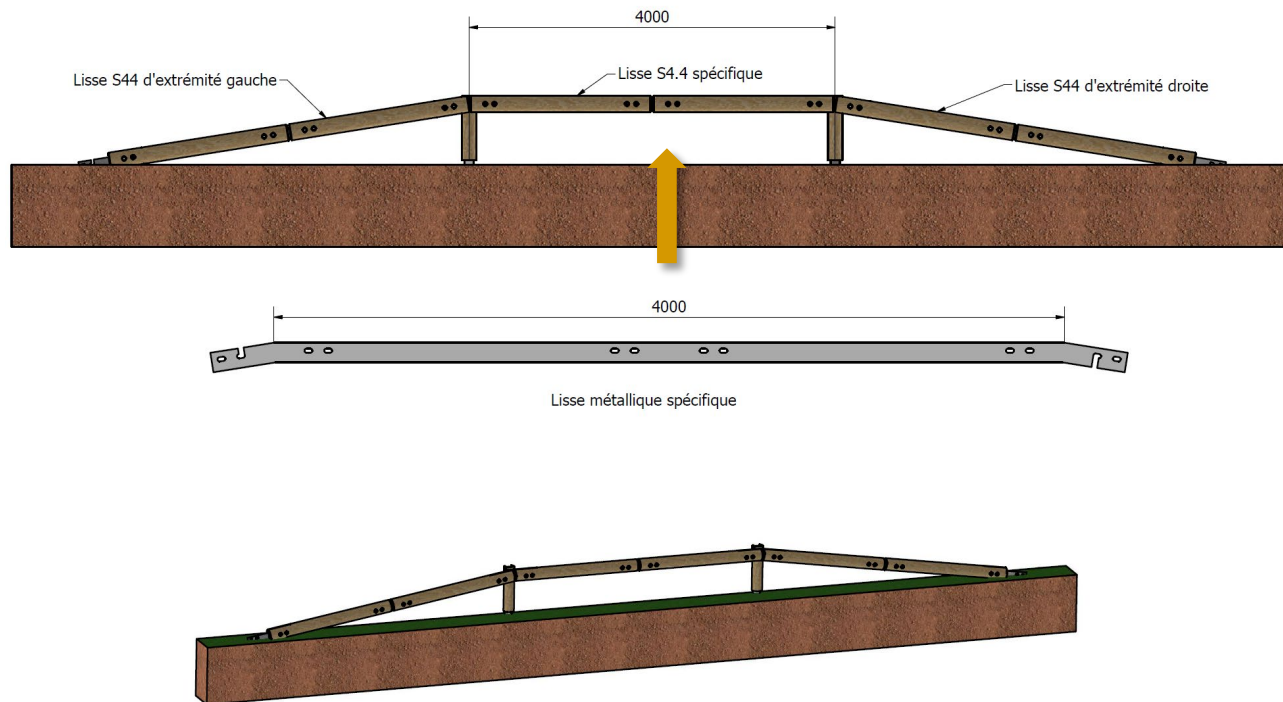 4000
Lisse S44 d'extrémité gauche
Lisse S4.4 spécifique
Lisse S44 d'extrémité droite
4000
Lisse métallique spécifique